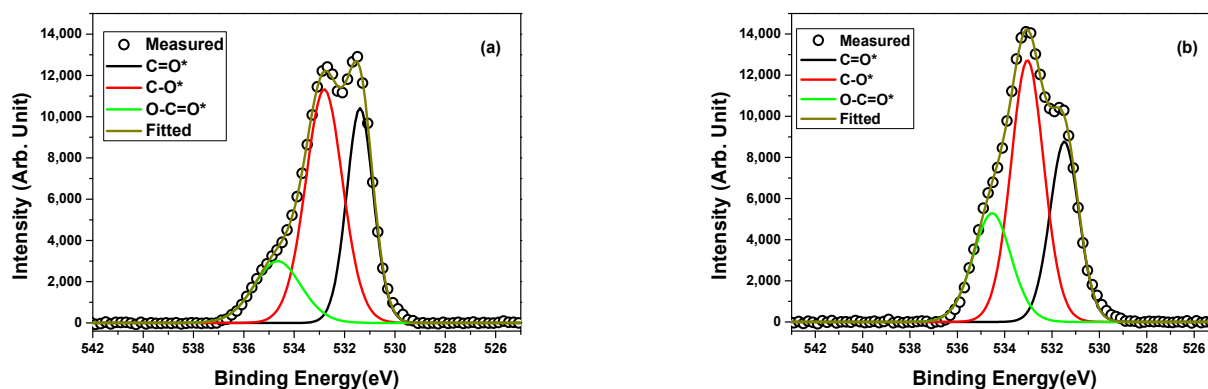 14,000
12,000
10,000
8,000
6,000
4,000
2,000
0
Intensity (Arb. Unit)
Measured
C=O*
C-O*
O-C=O*
Fitted
(a)
542 540 538 536 534 532 530 528 526
Binding Energy(eV)
14,000
12,000
10,000
8,000
6,000
4,000
2,000
0
Intensity (Arb. Unit)
Measured
C=O*
C-O*
O-C=O*
Fitted
(b)
542 540 538 536 534 532 530 528 526
Binding Energy(eV)